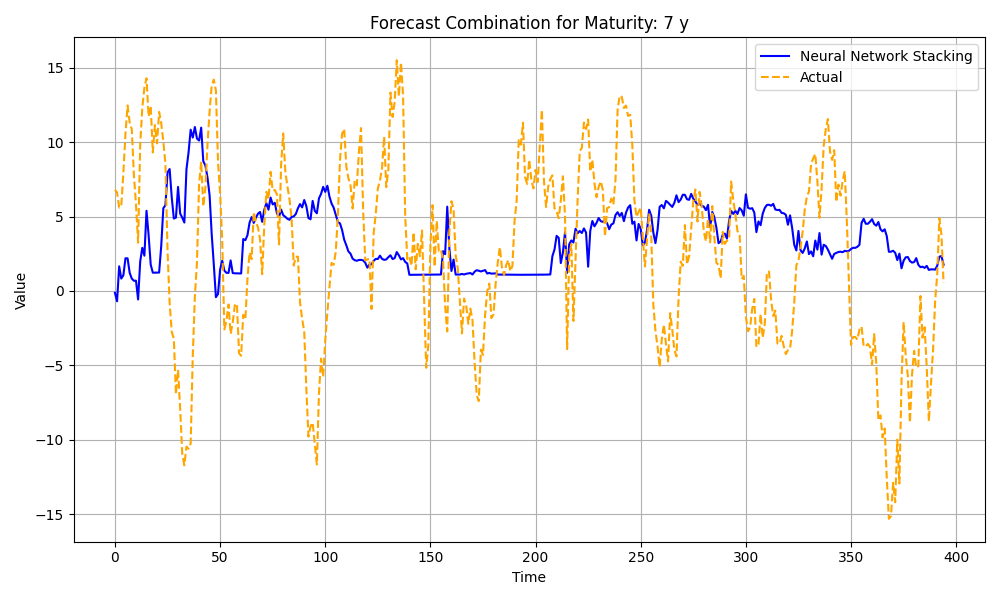 Forecast Combination for Maturity: 7 y
Neural Network Stacking
Actual
Value
15
10
5
0
−5
−10
−15
0 50 100 150 200 250 300 350 400
Time